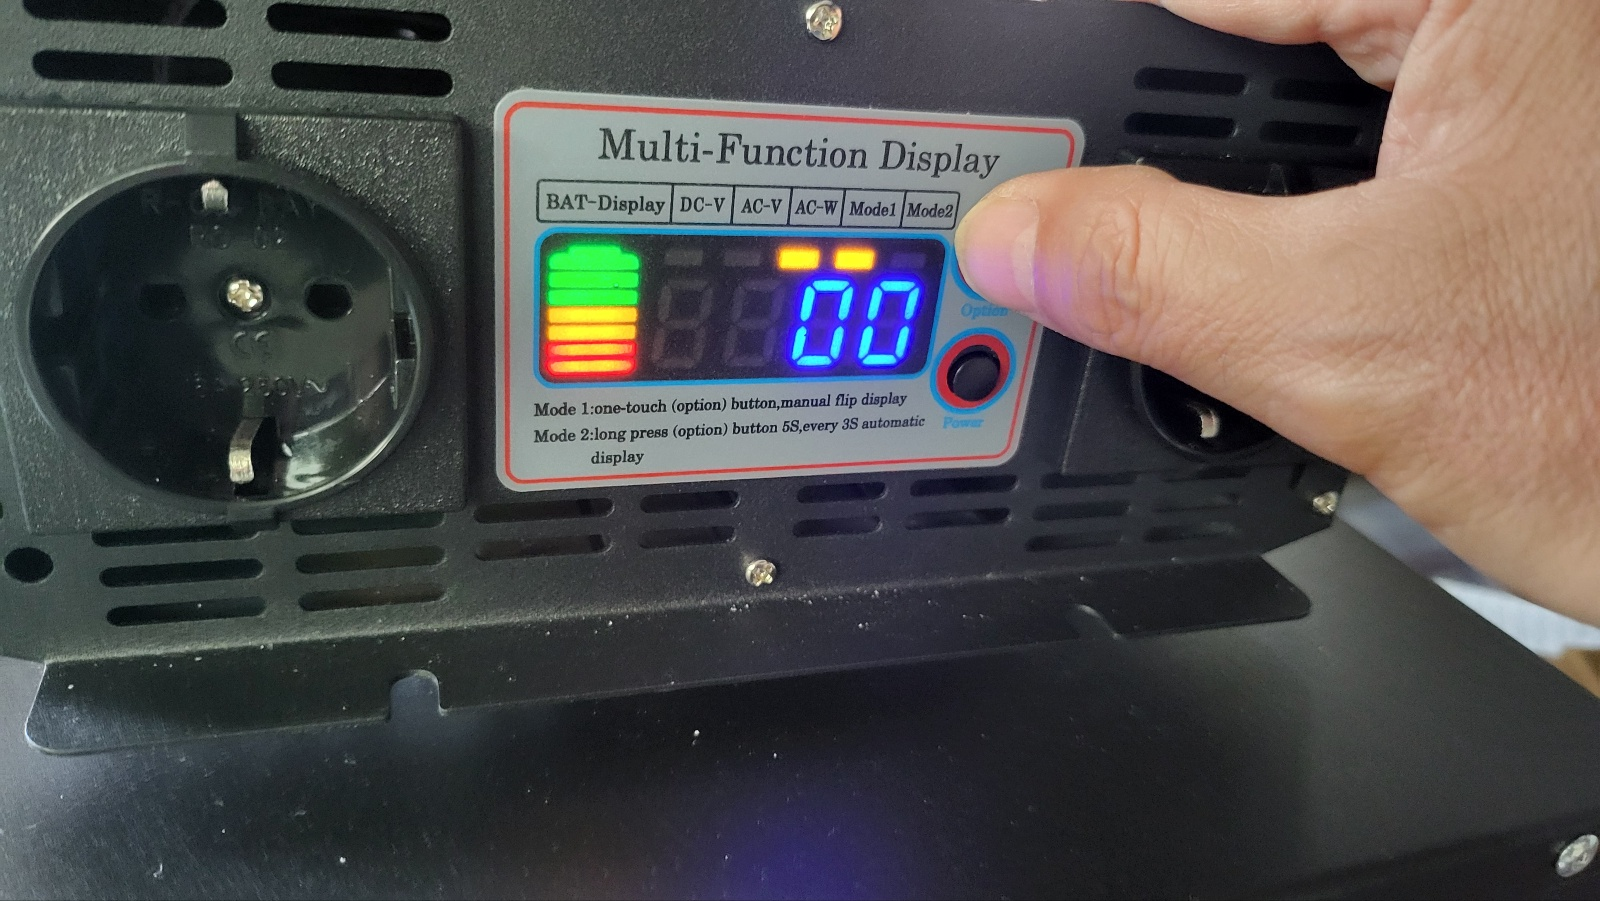 Multi-Function Display
BAT-Display DC-V AC-V AC-W Mode1 Mode2
00
Option
Mode 1:one-touch (option) button,manual flip display
Mode 2:long press (option) button 5S,every 3S automatic
display
Power
CE